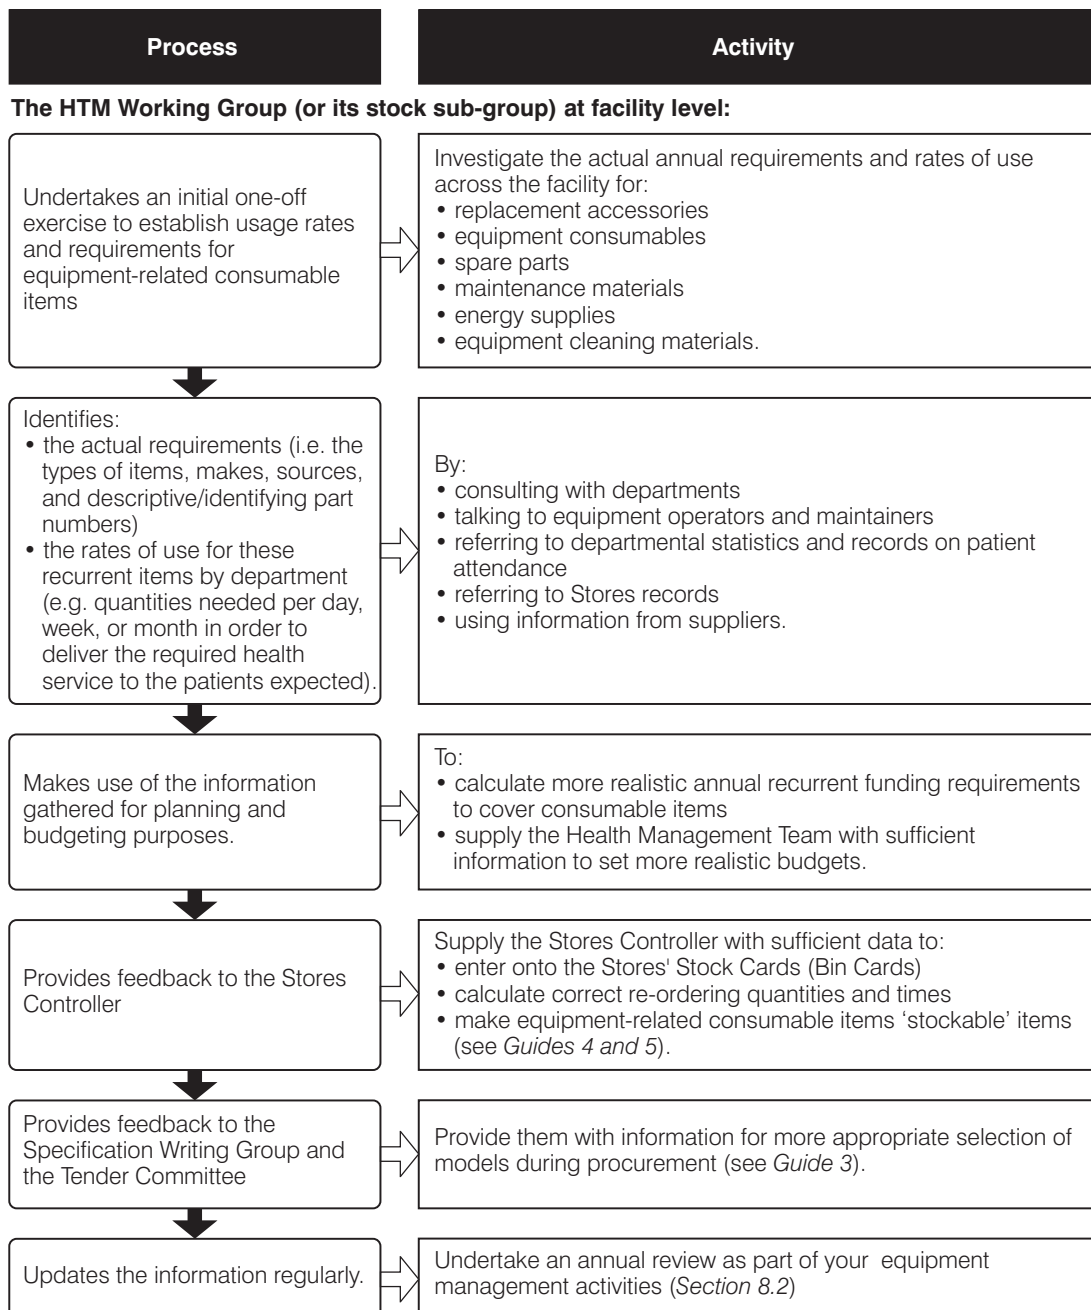 Process
Activity
The HTM Working Group (or its stock sub-group) at facility level:
Undertakes an initial one-off
exercise to establish usage rates
and requirements for
equipment-related consumable
items
Investigate the actual annual requirements and rates of use
across the facility for:
• replacement accessories
• equipment consumables
• spare parts
• maintenance materials
• energy supplies
• equipment cleaning materials.
Identifies:
• the actual requirements (i.e. the
types of items, makes, sources,
and descriptive/identifying part
numbers)
• the rates of use for these
recurrent items by department
(e.g. quantities needed per day,
week, or month in order to
deliver the required health
service to the patients expected).
By:
• consulting with departments
• talking to equipment operators and maintainers
• referring to departmental statistics and records on patient
attendance
• referring to Stores records
• using information from suppliers.
Makes use of the information
gathered for planning and
budgeting purposes.
To:
• calculate more realistic annual recurrent funding requirements
to cover consumable items
• supply the Health Management Team with sufficient
information to set more realistic budgets.
Provides feedback to the Stores
Controller
Supply the Stores Controller with sufficient data to:
• enter onto the Stores' Stock Cards (Bin Cards)
• calculate correct re-ordering quantities and times
• make equipment-related consumable items ‘stockable’ items
(see Guides 4 and 5).
Provides feedback to the
Specification Writing Group and
the Tender Committee
Provide them with information for more appropriate selection of
models during procurement (see Guide 3).
Updates the information regularly.
Undertake an annual review as part of your equipment
management activities (Section 8.2)